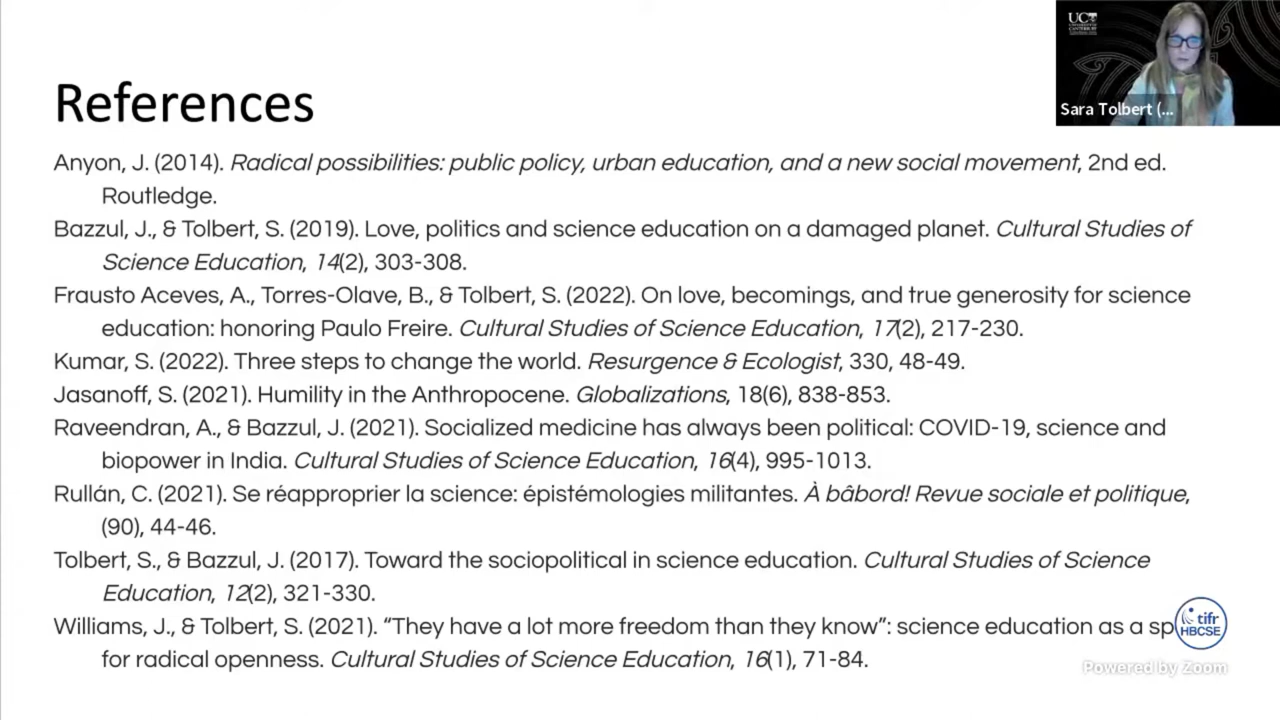 References
Anyon, J. (2014). Radical possibilities: public policy, urban education, and a new social movement, 2nd ed.
Routledge.
Bazzul, J., & Tolbert, S. (2019). Love, politics and science education on a damaged planet. Cultural Studies of
Science Education, 14(2), 303-308.
Frausto Aceves, A., Torres-Olave, B., & Tolbert, S. (2022). On love, becomings, and true generosity for science
education: honoring Paulo Freire. Cultural Studies of Science Education, 17(2), 217-230.
Kumar, S. (2022). Three steps to change the world. Resurgence & Ecologist, 330, 48-49.
Jasanoff, S. (2021). Humility in the Anthropocene. Globalizations, 18(6), 838-853.
Raveendran, A., & Bazzul, J. (2021). Socialized medicine has always been political: COVID-19, science and
biopower in India. Cultural Studies of Science Education, 16(4), 995-1013.
Rullán, C. (2021). Se réapproprier la science: épistémologies militantes. À bâbord! Revue sociale et politique,
(90), 44-46.
Tolbert, S., & Bazzul, J. (2017). Toward the sociopolitical in science education. Cultural Studies of Science
Education, 12(2), 321-330.
Williams, J., & Tolbert, S. (2021). “They have a lot more freedom than they know”: science education as a sp
for radical openness. Cultural Studies of Science Education, 16(1), 71-84.
UC
Sara Tolbert (...
tifr
HBCSE
Powered by Zoom